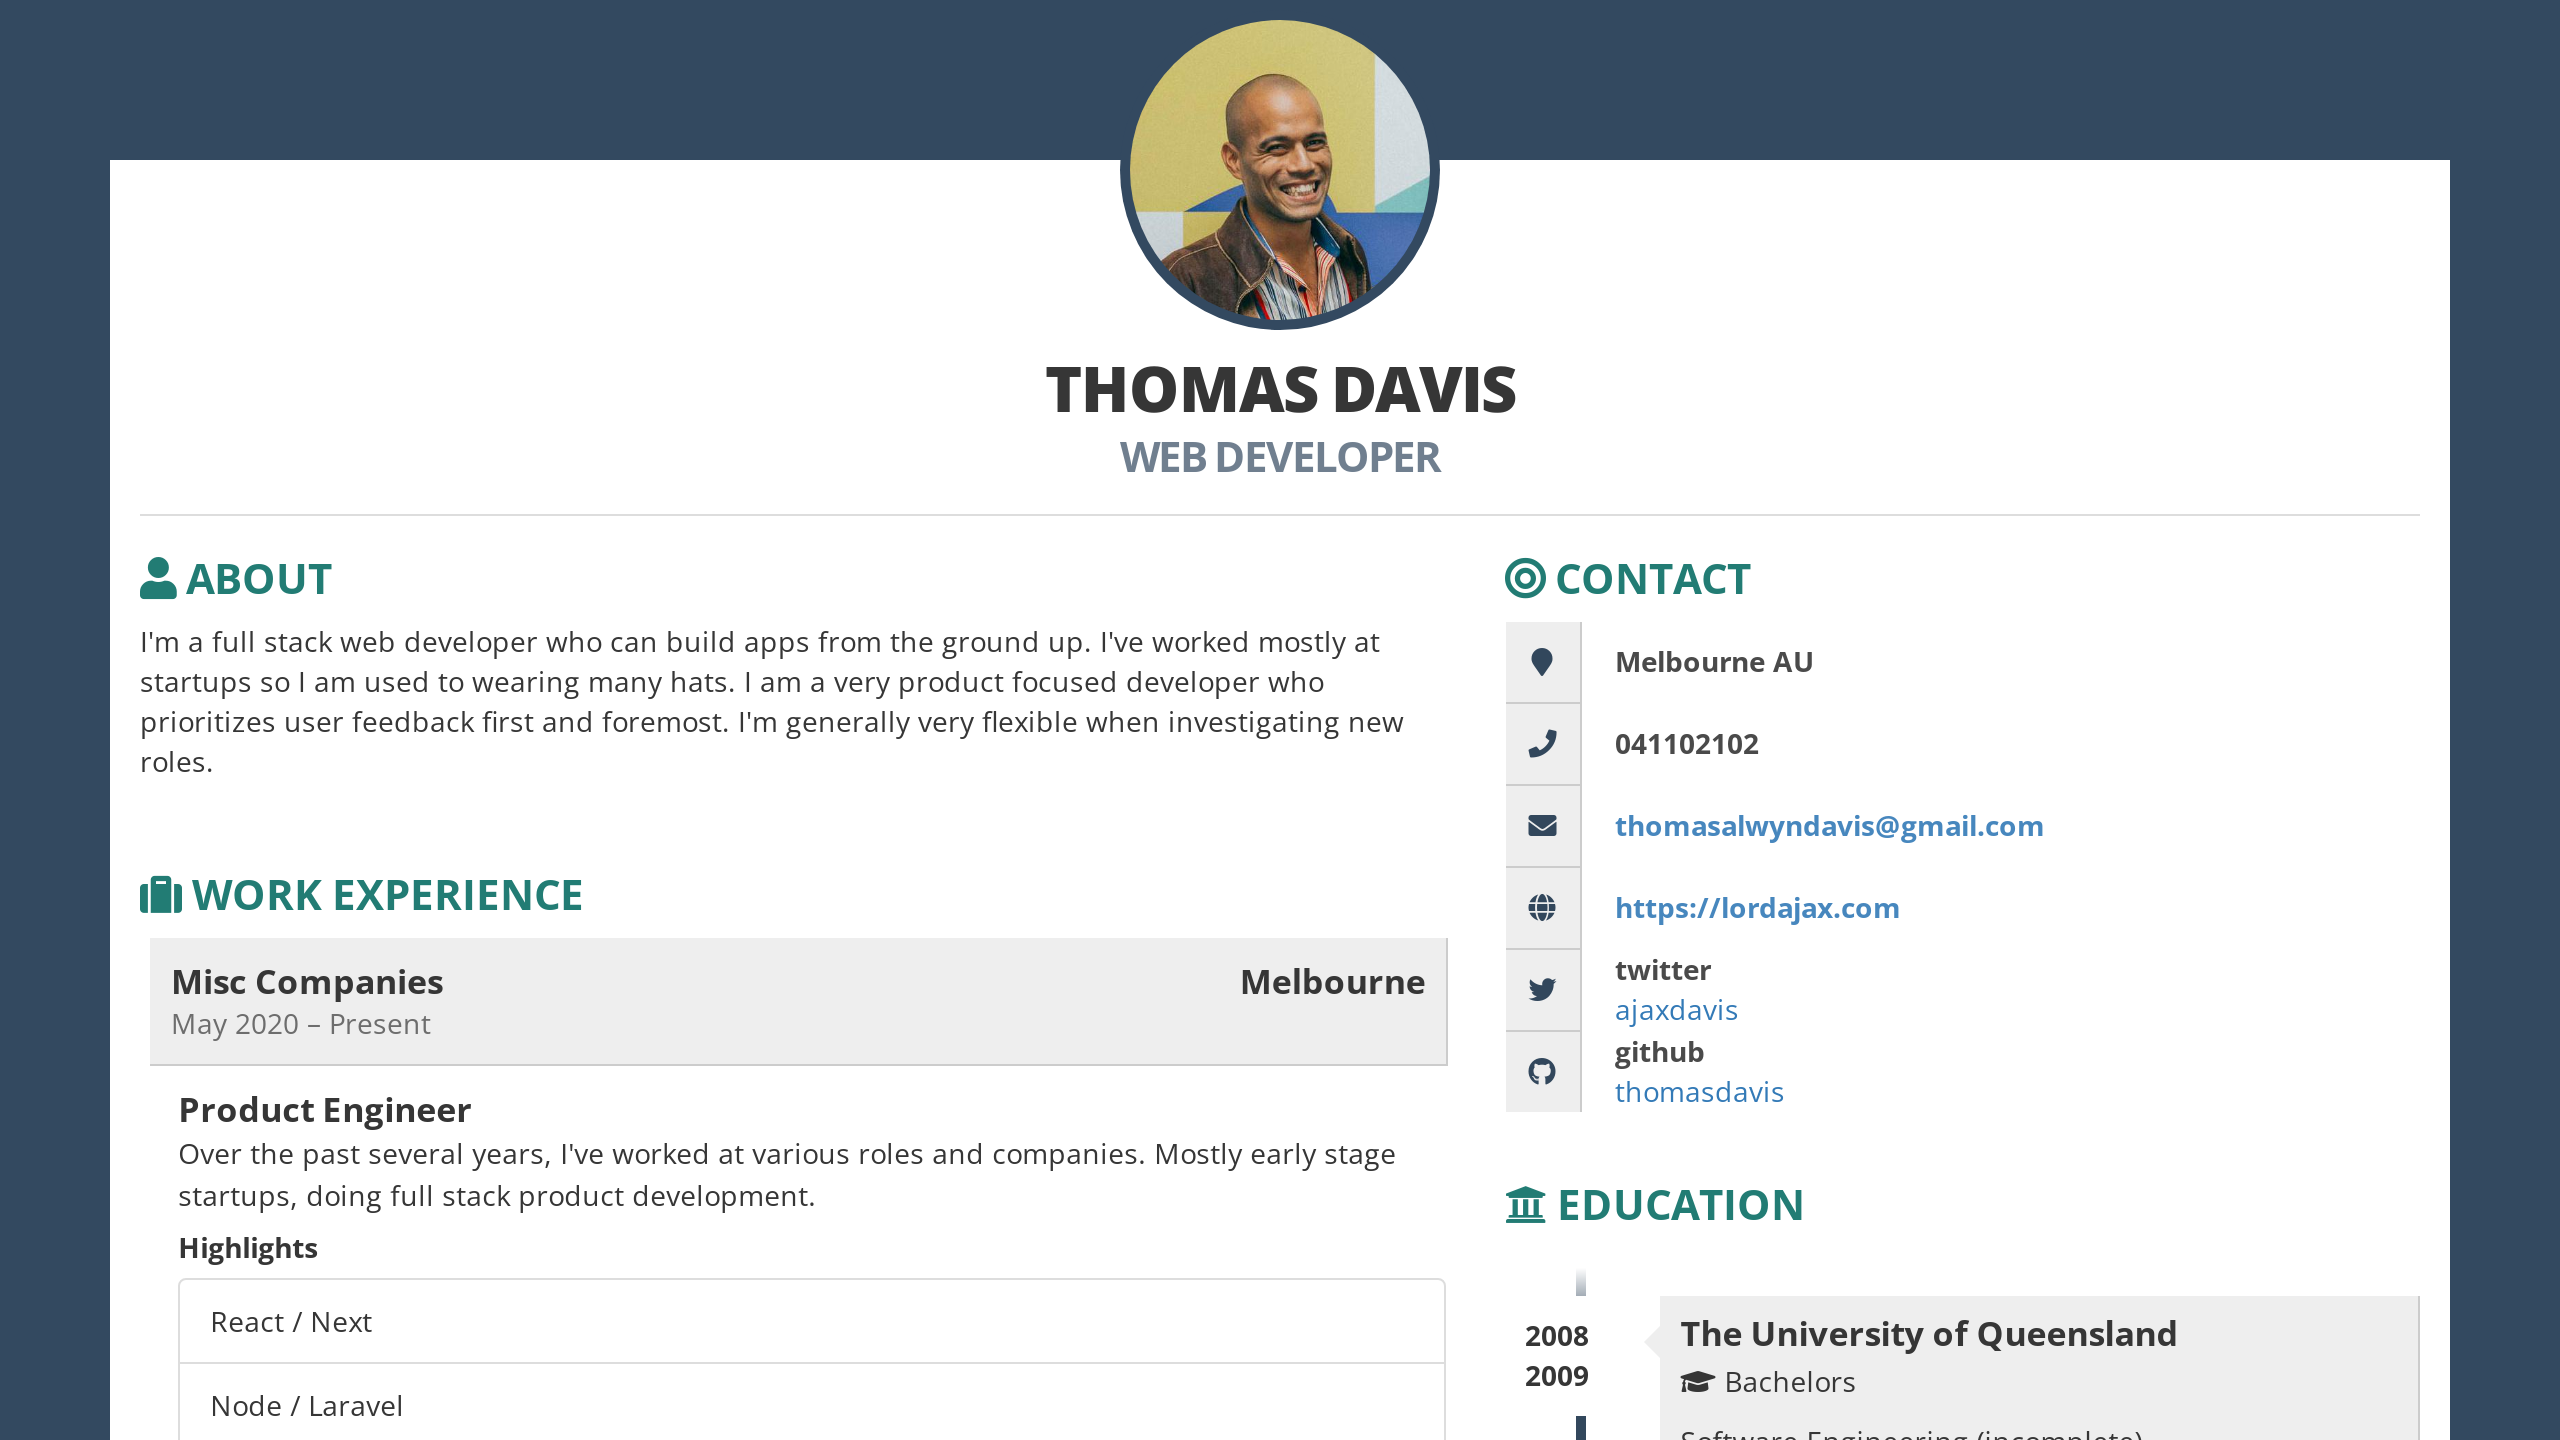 THOMAS DAVIS
WEB DEVELOPER
ABOUT
I'm a full stack web developer who can build apps from the ground up. I've worked mostly at
startups so I am used to wearing many hats. I am a very product focused developer who
prioritizes user feedback first and foremost. I'm generally very flexible when investigating new
roles.
WORK EXPERIENCE
Misc Companies
Melbourne
May 2020 – Present
Product Engineer
Over the past several years, I've worked at various roles and companies. Mostly early stage
startups, doing full stack product development.
Highlights
React / Next
Node / Laravel
CONTACT
Melbourne AU
041102102
thomasalwyndavis@gmail.com
https://lordajax.com
twitter
ajaxdavis
github
thomasdavis
EDUCATION
2008
2009
The University of Queensland
Bachelors
Software Engineering (incomplete)